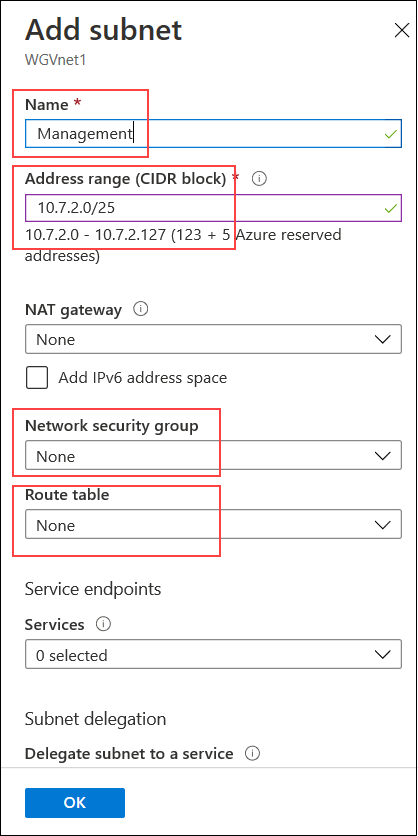 Add subnet
WGVnet1
Name *
Management
Address range (CIDR block) *
10.7.2.0/25
10.7.2.0 - 10.7.2.127 (123 + 5 Azure reserved
addresses)
NAT gateway
None
Add IPv6 address space
Network security group
None
Route table
None
Service endpoints
Services
0 selected
Subnet delegation
Delegate subnet to a service
OK